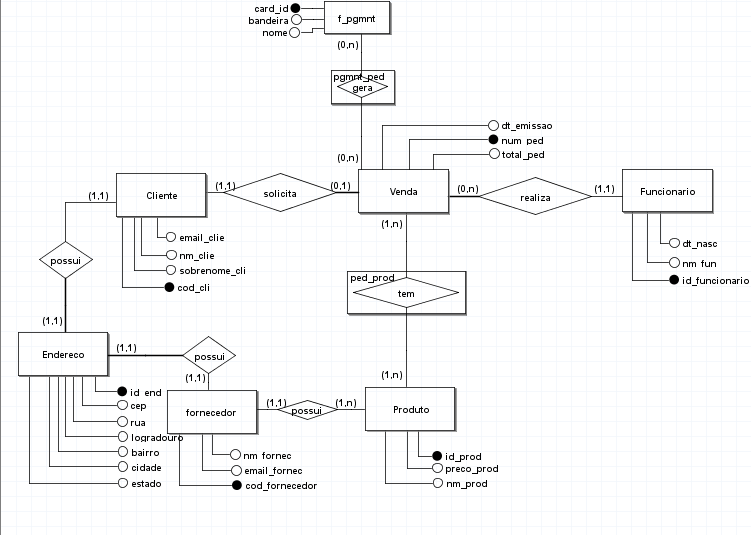 card_id
bandeira
nome
f_pgmnt
(0,n)
pgmnt_ped
gera
(0,n)
dt_emissao
num_ped
total_ped
Cliente
(1,1)
(1,1)
solicita
(0,1)
Venda
(0,n)
realiza
(1,1)
Funcionario
email_clie
nm_clie
sobrenome_cli
cod_cli
(1,n)
dt_nasc
nm_fun
id_funcionario
possui
ped_prod
tem
(1,1)
Endereco
(1,1)
possui
(1,1)
(1,n)
fornecedor
(1,1)
possui
(1,n)
Produto
id_end
cep
rua
logradouro
bairro
cidade
estado
nm_fornec
email_fornec
cod_fornecedor
id_prod
preco_prod
nm_prod